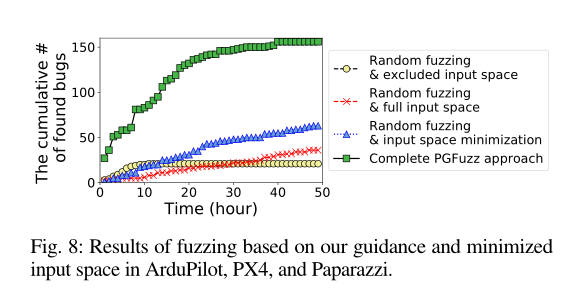 The cumulative #
of found bugs
150
100
50
0
1
10
20
30
40
50
Time (hour)
Random fuzzing
& excluded input space
Random fuzzing
& full input space
Random fuzzing
& input space minimization
Complete PGFuzz approach
Fig. 8: Results of fuzzing based on our guidance and minimized
input space in ArduPilot, PX4, and Paparazzi.